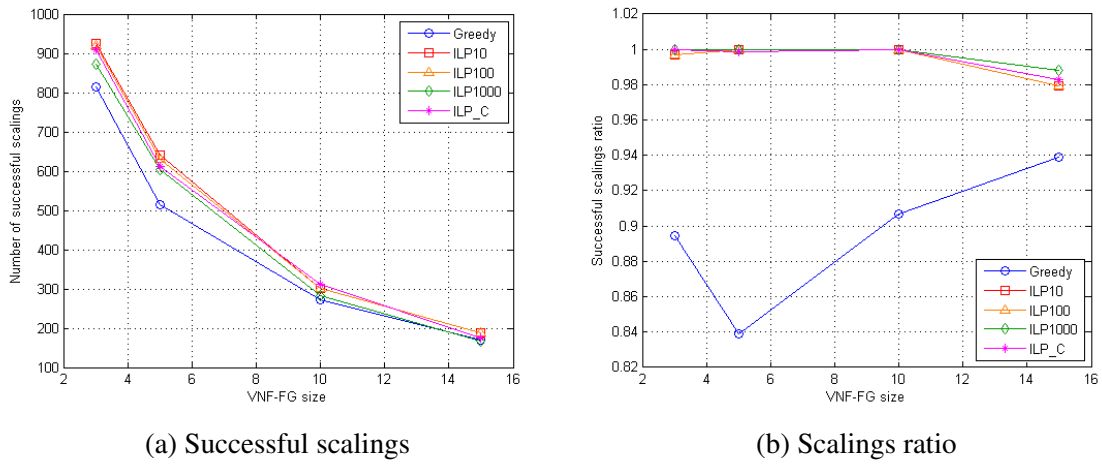 1000
900
800
700
600
500
400
300
200
100
2 4 6 8 10 12 14 16
Number of successful scalings
VNF-FG size
Greedy
ILP10
ILP100
ILP1000
ILP_C
(a) Successful scalings
1.02
1
0.98
0.96
0.94
0.92
0.9
0.88
0.86
0.84
0.82
2 4 6 8 10 12 14 16
Successful scalings ratio
VNF-FG size
Greedy
ILP10
ILP100
ILP1000
ILP_C
(b) Scalings ratio